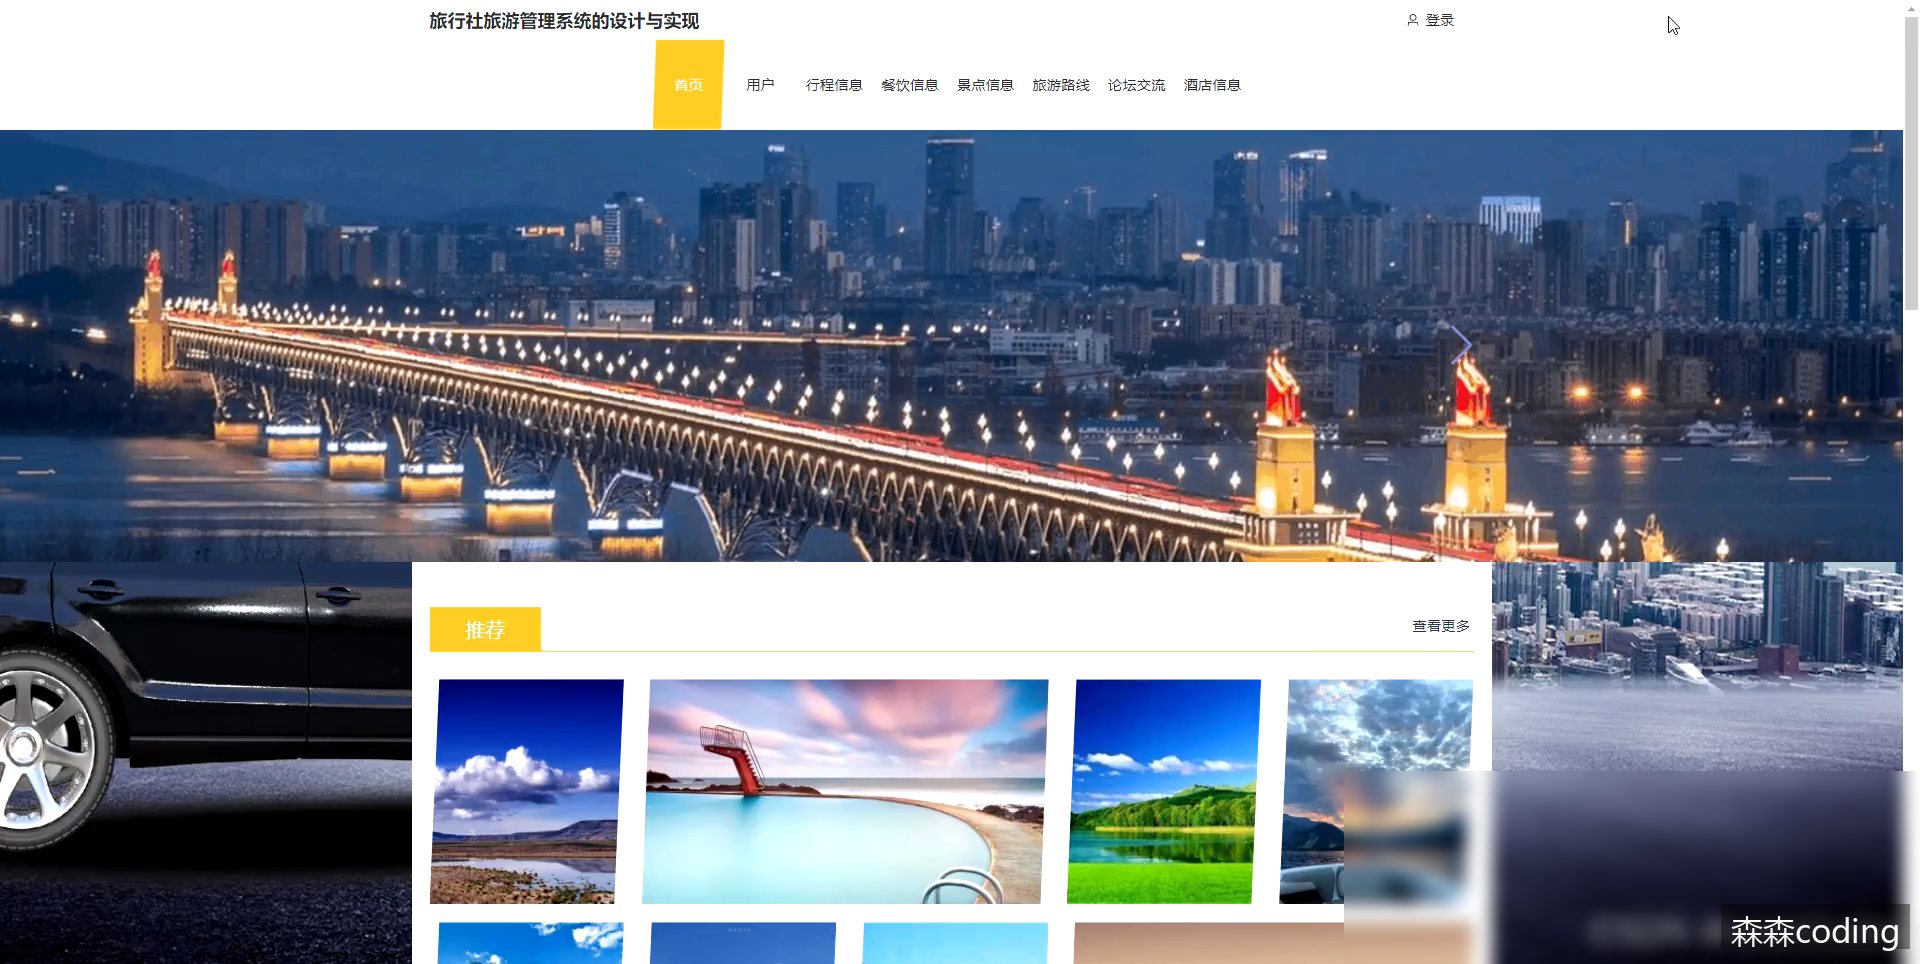 旅行社旅游管理系统的设计与实现
登录
首页 用户 行程信息 餐饮信息 景点信息 旅游路线 论坛交流 酒店信息
推荐
查看更多
森森coding